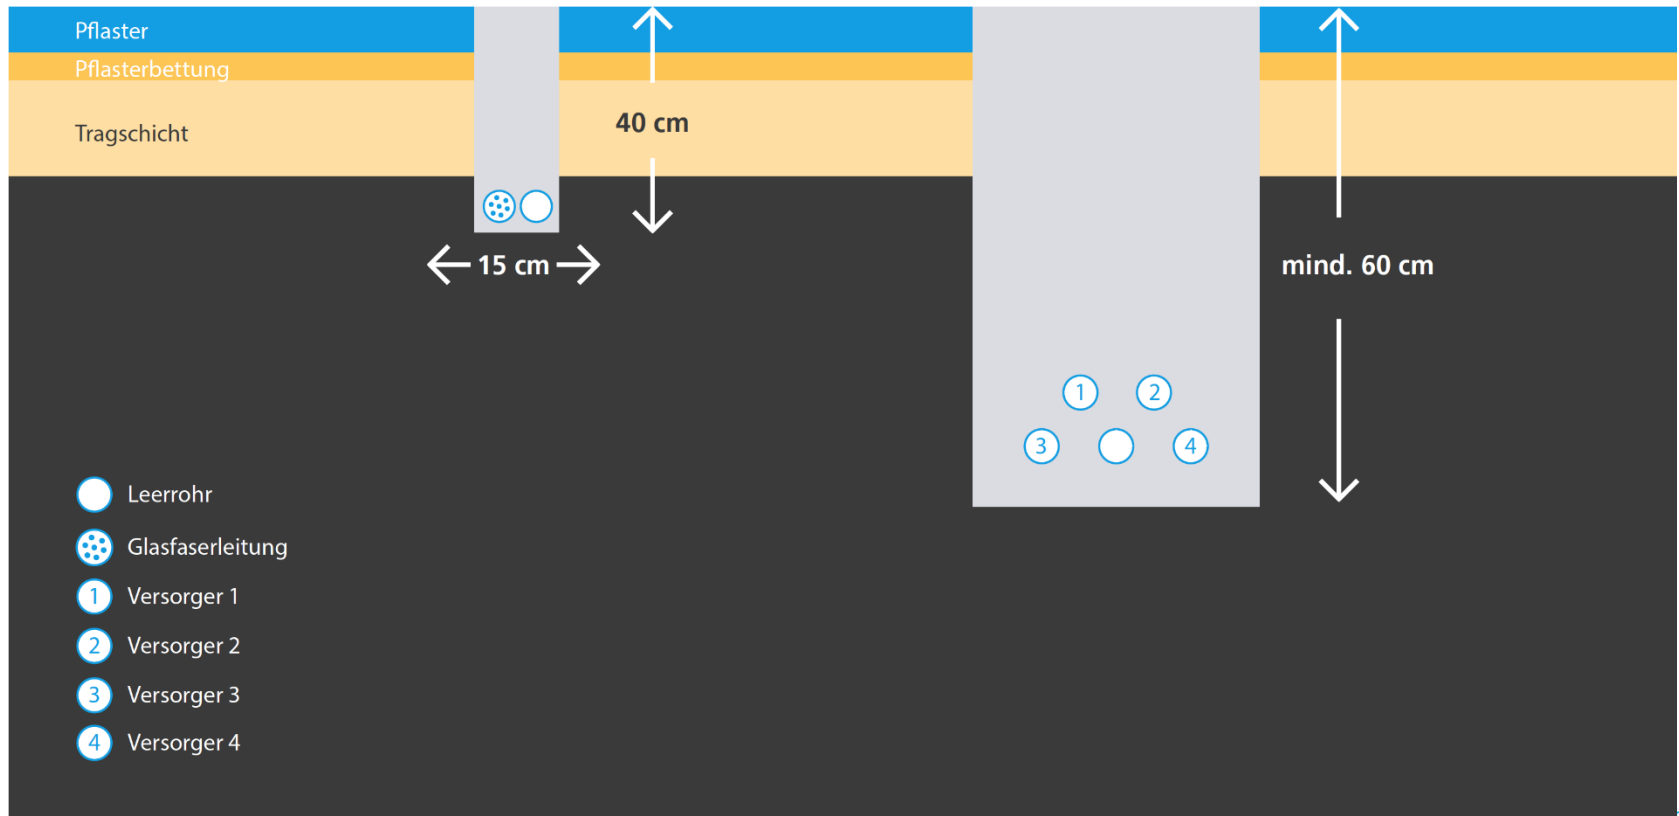 Pflaster
Pflasterbettung
Tragschicht
40 cm
15 cm
mind. 60 cm
1
2
3
4
Leerrohr
Glasfaserleitung
1 Versorger 1
2 Versorger 2
3 Versorger 3
4 Versorger 4